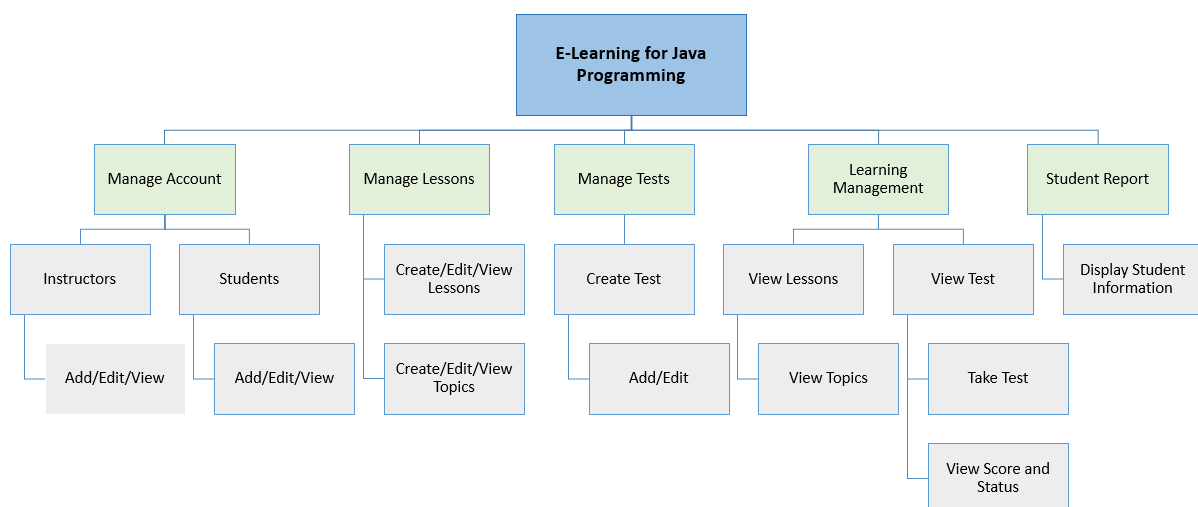 E-Learning for Java
Programming
Manage Account
Manage Lessons
Manage Tests
Learning
Management
Student Report
Instructors
Students
Create/Edit/View
Lessons
Create Test
View Lessons
View Test
Display Student
Information
Add/Edit/View
Add/Edit/View
Create/Edit/View
Topics
Add/Edit
View Topics
Take Test
View Score and
Status